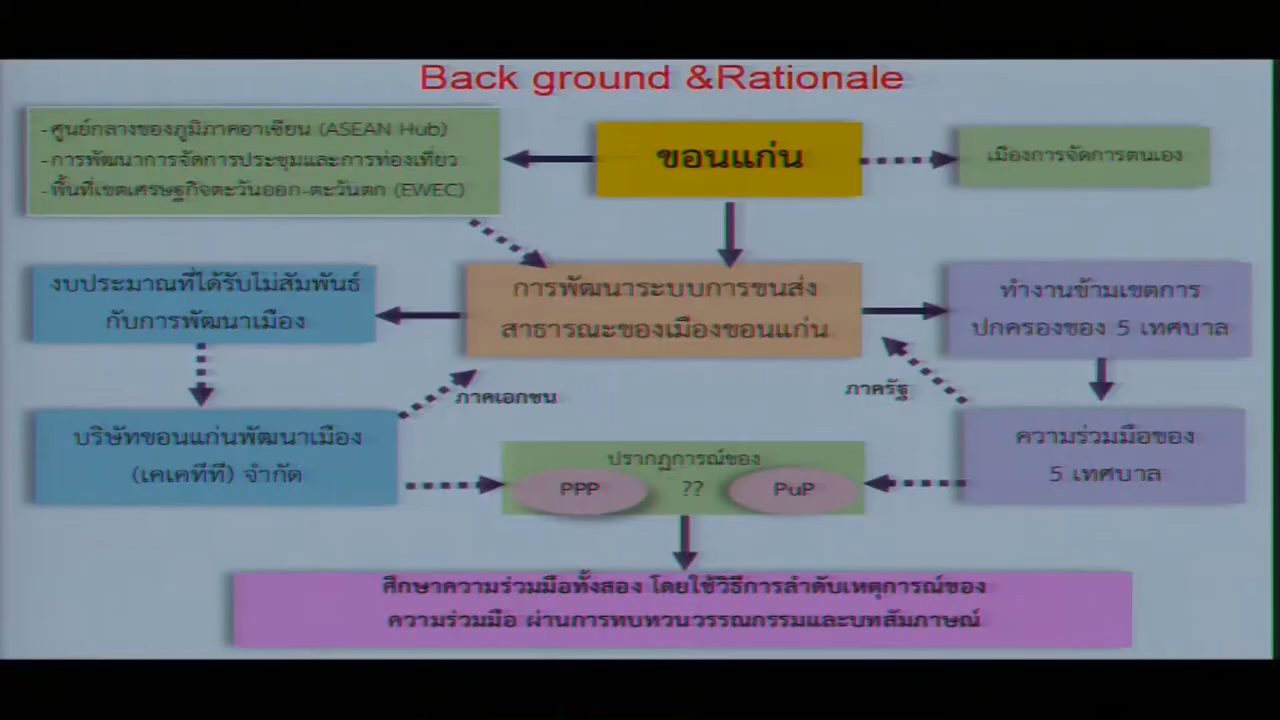 Back ground &Rationale
-ศูนย์กลางของภูมิภาคอาเซียน (ASEAN Hub)
-การพัฒนาการจัดการประชุมและการท่องเที่ยว
-พื้นที่เขตเศรษฐกิจตะวันออก-ตะวันตก (EWEC)
ขอนแก่น
เมืองการจัดการตนเอง
งบประมาณที่ได้รับไม่สัมพันธ์
กับการพัฒนาเมือง
การพัฒนาระบบการขนส่ง
สาธารณะของเมืองขอนแก่น
ทำงานข้ามเขตการ
ปกครองของ 5 เทศบาล
ภาคเอกชน
ภาครัฐ
บริษัทขอนแก่นพัฒนาเมือง
(เคเคทีที) จำกัด
ปรากฏการณ์ของ
PPP ?? PuP
ความร่วมมือของ
5 เทศบาล
ศึกษาความร่วมมือทั้งสอง โดยใช้วิธีการลำดับเหตุการณ์ของ
ความร่วมมือ ผ่านการทบทวนวรรณกรรมและบทสัมภาษณ์